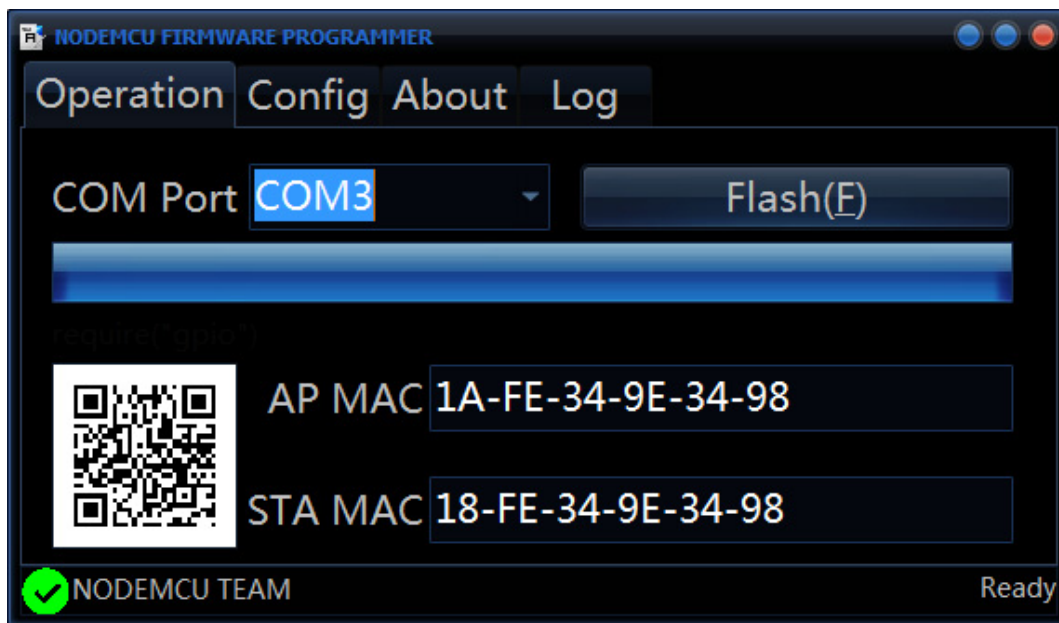 NODEMCU FIRMWARE PROGRAMMER
Operation Config About Log
COM Port COM3 Flash(F)
require("gpio")
AP MAC 1A-FE-34-9E-34-98
STA MAC 18-FE-34-9E-34-98
NODEMCU TEAM Ready